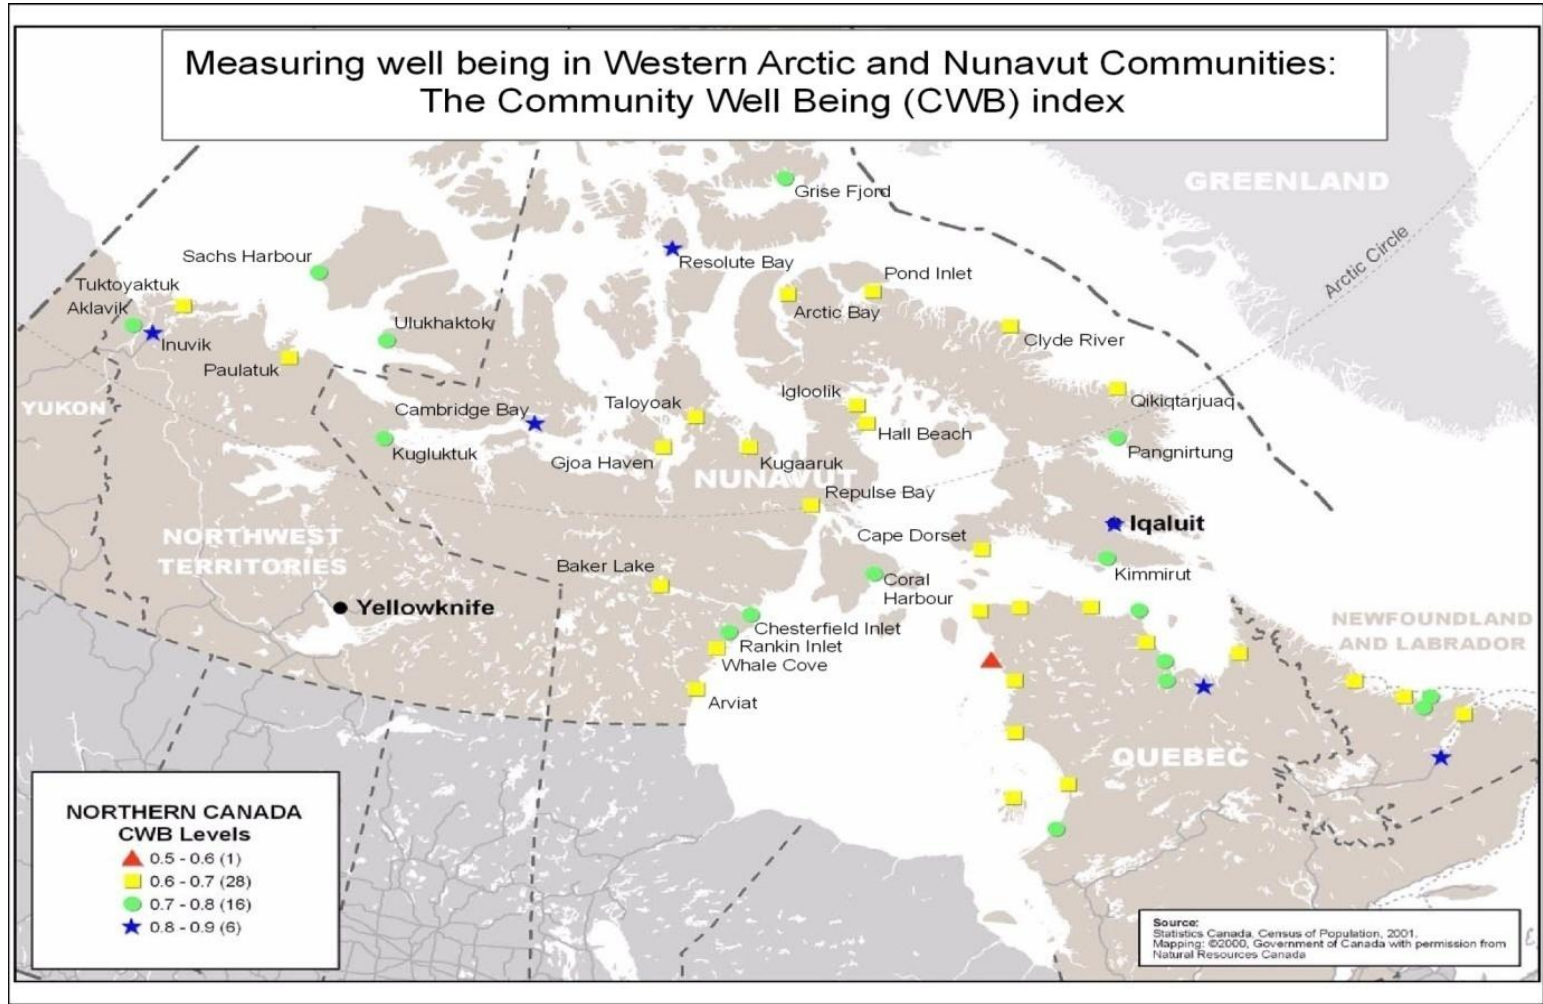 Measuring well being in Western Arctic and Nunavut Communities:
The Community Well Being (CWB) index
GREENLAND
Grise Fjord
Arctic Circle
Sachs Harbour
Resolute Bay
Pond Inlet
Tuktoyaktuk
Aklavik
Arctic Bay
Ulukhaktok
Inuvik
Clyde River
Paulatuk
Igloolik
Qikiqtarjuaq
YUKON
Cambridge Bay
Taloyoak
Hall Beach
Kugluktuk
Gjoa Haven
Kugaaruk
Pangnirtung
NUNAVUT
Repulse Bay
Iqaluit
NORTHWEST
TERRITORIES
Cape Dorset
Baker Lake
Kimmirut
Coral
Harbour
Yellowknife
Chesterfield Inlet
Rankin Inlet
Whale Cove
NEWFOUNDLAND
AND LABRADOR
Arviat
QUEBEC
NORTHERN CANADA
CWB Levels
0.5 - 0.6 (1)
0.6 - 0.7 (28)
0.7 - 0.8 (16)
0.8 - 0.9 (6)
Source:
Statistics Canada, Census of Population, 2001,
Mapping: ©2000, Government of Canada with permission from
Natural Resources Canada